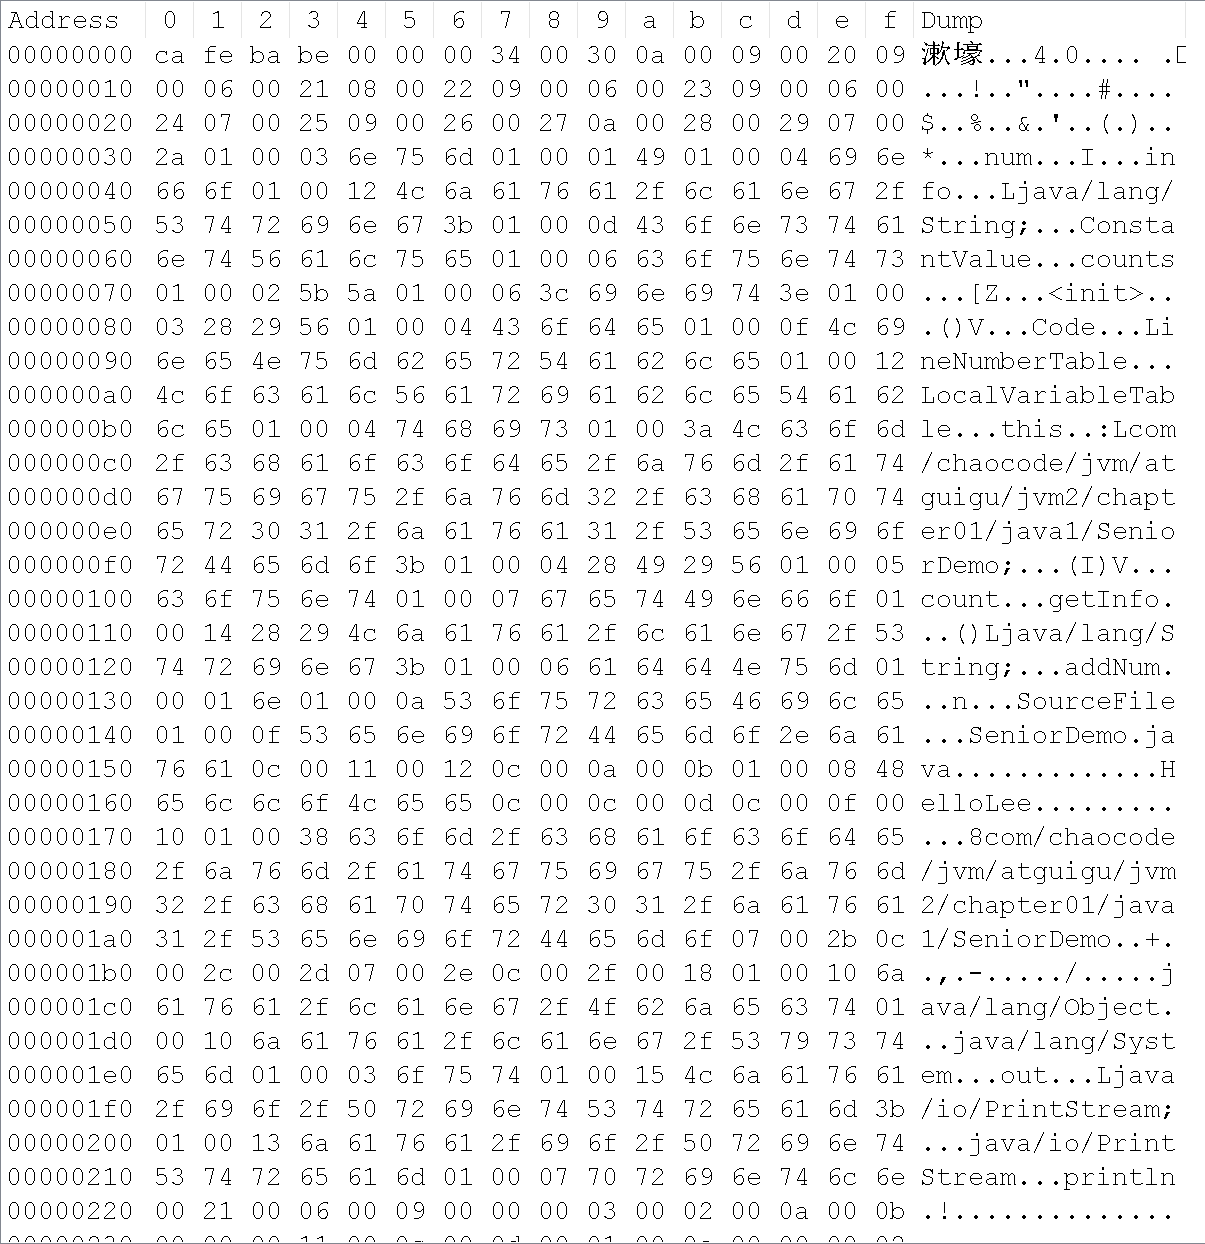 Address 0 1 2 3 4 5 6 7 8 9 a b c d e f Dump
00000000 ca fe ba be 00 00 00 34 00 30 0a 00 09 00 20 09 漱壕...4.0.... .
00000010 00 06 00 21 08 00 22 09 00 06 00 23 09 00 06 00 ...!.."....#....
00000020 24 07 00 25 09 00 26 00 27 0a 00 28 00 29 07 00 $..%..&.'..(.)..
00000030 2a 01 00 03 6e 75 6d 01 00 01 49 01 00 04 69 6e *...num...I...in
00000040 66 6f 01 00 12 4c 6a 61 76 61 2f 6c 61 6e 67 2f fo...Ljava/lang/
00000050 53 74 72 69 6e 67 3b 01 00 0d 43 6f 6e 73 74 61 String;...Consta
00000060 6e 74 56 61 6c 75 65 01 00 06 63 6f 75 6e 74 73 ntValue...counts
00000070 01 00 02 5b 5a 01 00 06 3c 69 6e 69 74 3e 01 00 ...[Z...<init>..
00000080 03 28 29 56 01 00 04 43 6f 64 65 01 00 0f 4c 69 .()V...Code...Li
00000090 6e 65 4e 75 6d 62 65 72 54 61 62 6c 65 01 00 12 neNumberTable...
000000a0 4c 6f 63 61 6c 56 61 72 69 61 62 6c 65 54 61 62 LocalVariableTab
000000b0 6c 65 01 00 04 74 68 69 73 01 00 3a 4c 63 6f 6d le...this..:Lcom
000000c0 2f 63 68 61 6f 63 6f 64 65 2f 6a 76 6d 2f 61 74 /chaocode/jvm/at
000000d0 67 75 69 67 75 2f 6a 76 6d 32 2f 63 68 61 70 74 guigu/jvm2/chapt
000000e0 65 72 30 31 2f 6a 61 76 61 31 2f 53 65 6e 69 6f er01/java1/Senio
000000f0 72 44 65 6d 6f 3b 01 00 04 28 49 29 56 01 00 05 rDemo;...(I)V...
00000100 63 6f 75 6e 74 01 00 07 67 65 74 49 6e 66 6f 01 count...getInfo.
00000110 00 14 28 29 4c 6a 61 76 61 2f 6c 61 6e 67 2f 53 ..()Ljava/lang/S
00000120 74 72 69 6e 67 3b 01 00 06 61 64 64 4e 75 6d 01 tring;...addNum.
00000130 00 01 6e 01 00 0a 53 6f 75 72 63 65 46 69 6c 65 ..n...SourceFile
00000140 01 00 0f 53 65 6e 69 6f 72 44 65 6d 6f 2e 6a 61 ...SeniorDemo.ja
00000150 76 61 0c 00 11 00 12 0c 00 0a 00 0b 01 00 08 48 va.............H
00000160 65 6c 6c 6f 4c 65 65 0c 00 0c 00 0d 0c 00 0f 00 elloLee.........
00000170 10 01 00 38 63 6f 6d 2f 63 68 61 6f 63 6f 64 65 ...8com/chaocode
00000180 2f 6a 76 6d 2f 61 74 67 75 69 67 75 2f 6a 76 6d /jvm/atguigu/jvm
00000190 32 2f 63 68 61 70 74 65 72 30 31 2f 6a 61 76 61 2/chapter01/java
000001a0 31 2f 53 65 6e 69 6f 72 44 65 6d 6f 07 00 2b 0c 1/SeniorDemo..+.
000001b0 00 2c 00 2d 07 00 2e 0c 00 2f 00 18 01 00 10 6a .,.-...../.....j
000001c0 61 76 61 2f 6c 61 6e 67 2f 4f 62 6a 65 63 74 01 ava/lang/Object.
000001d0 00 10 6a 61 76 61 2f 6c 61 6e 67 2f 53 79 73 74 ..java/lang/Syst
000001e0 65 6d 01 00 03 6f 75 74 01 00 15 4c 6a 61 76 61 em...out...Ljava
000001f0 2f 69 6f 2f 50 72 69 6e 74 53 74 72 65 61 6d 3b /io/PrintStream;
00000200 01 00 13 6a 61 76 61 2f 69 6f 2f 50 72 69 6e 74 ...java/io/Print
00000210 53 74 72 65 61 6d 01 00 07 70 72 69 6e 74 6c 6e Stream...println
00000220 00 21 00 06 00 09 00 00 00 03 00 02 00 0a 00 0b .!..............